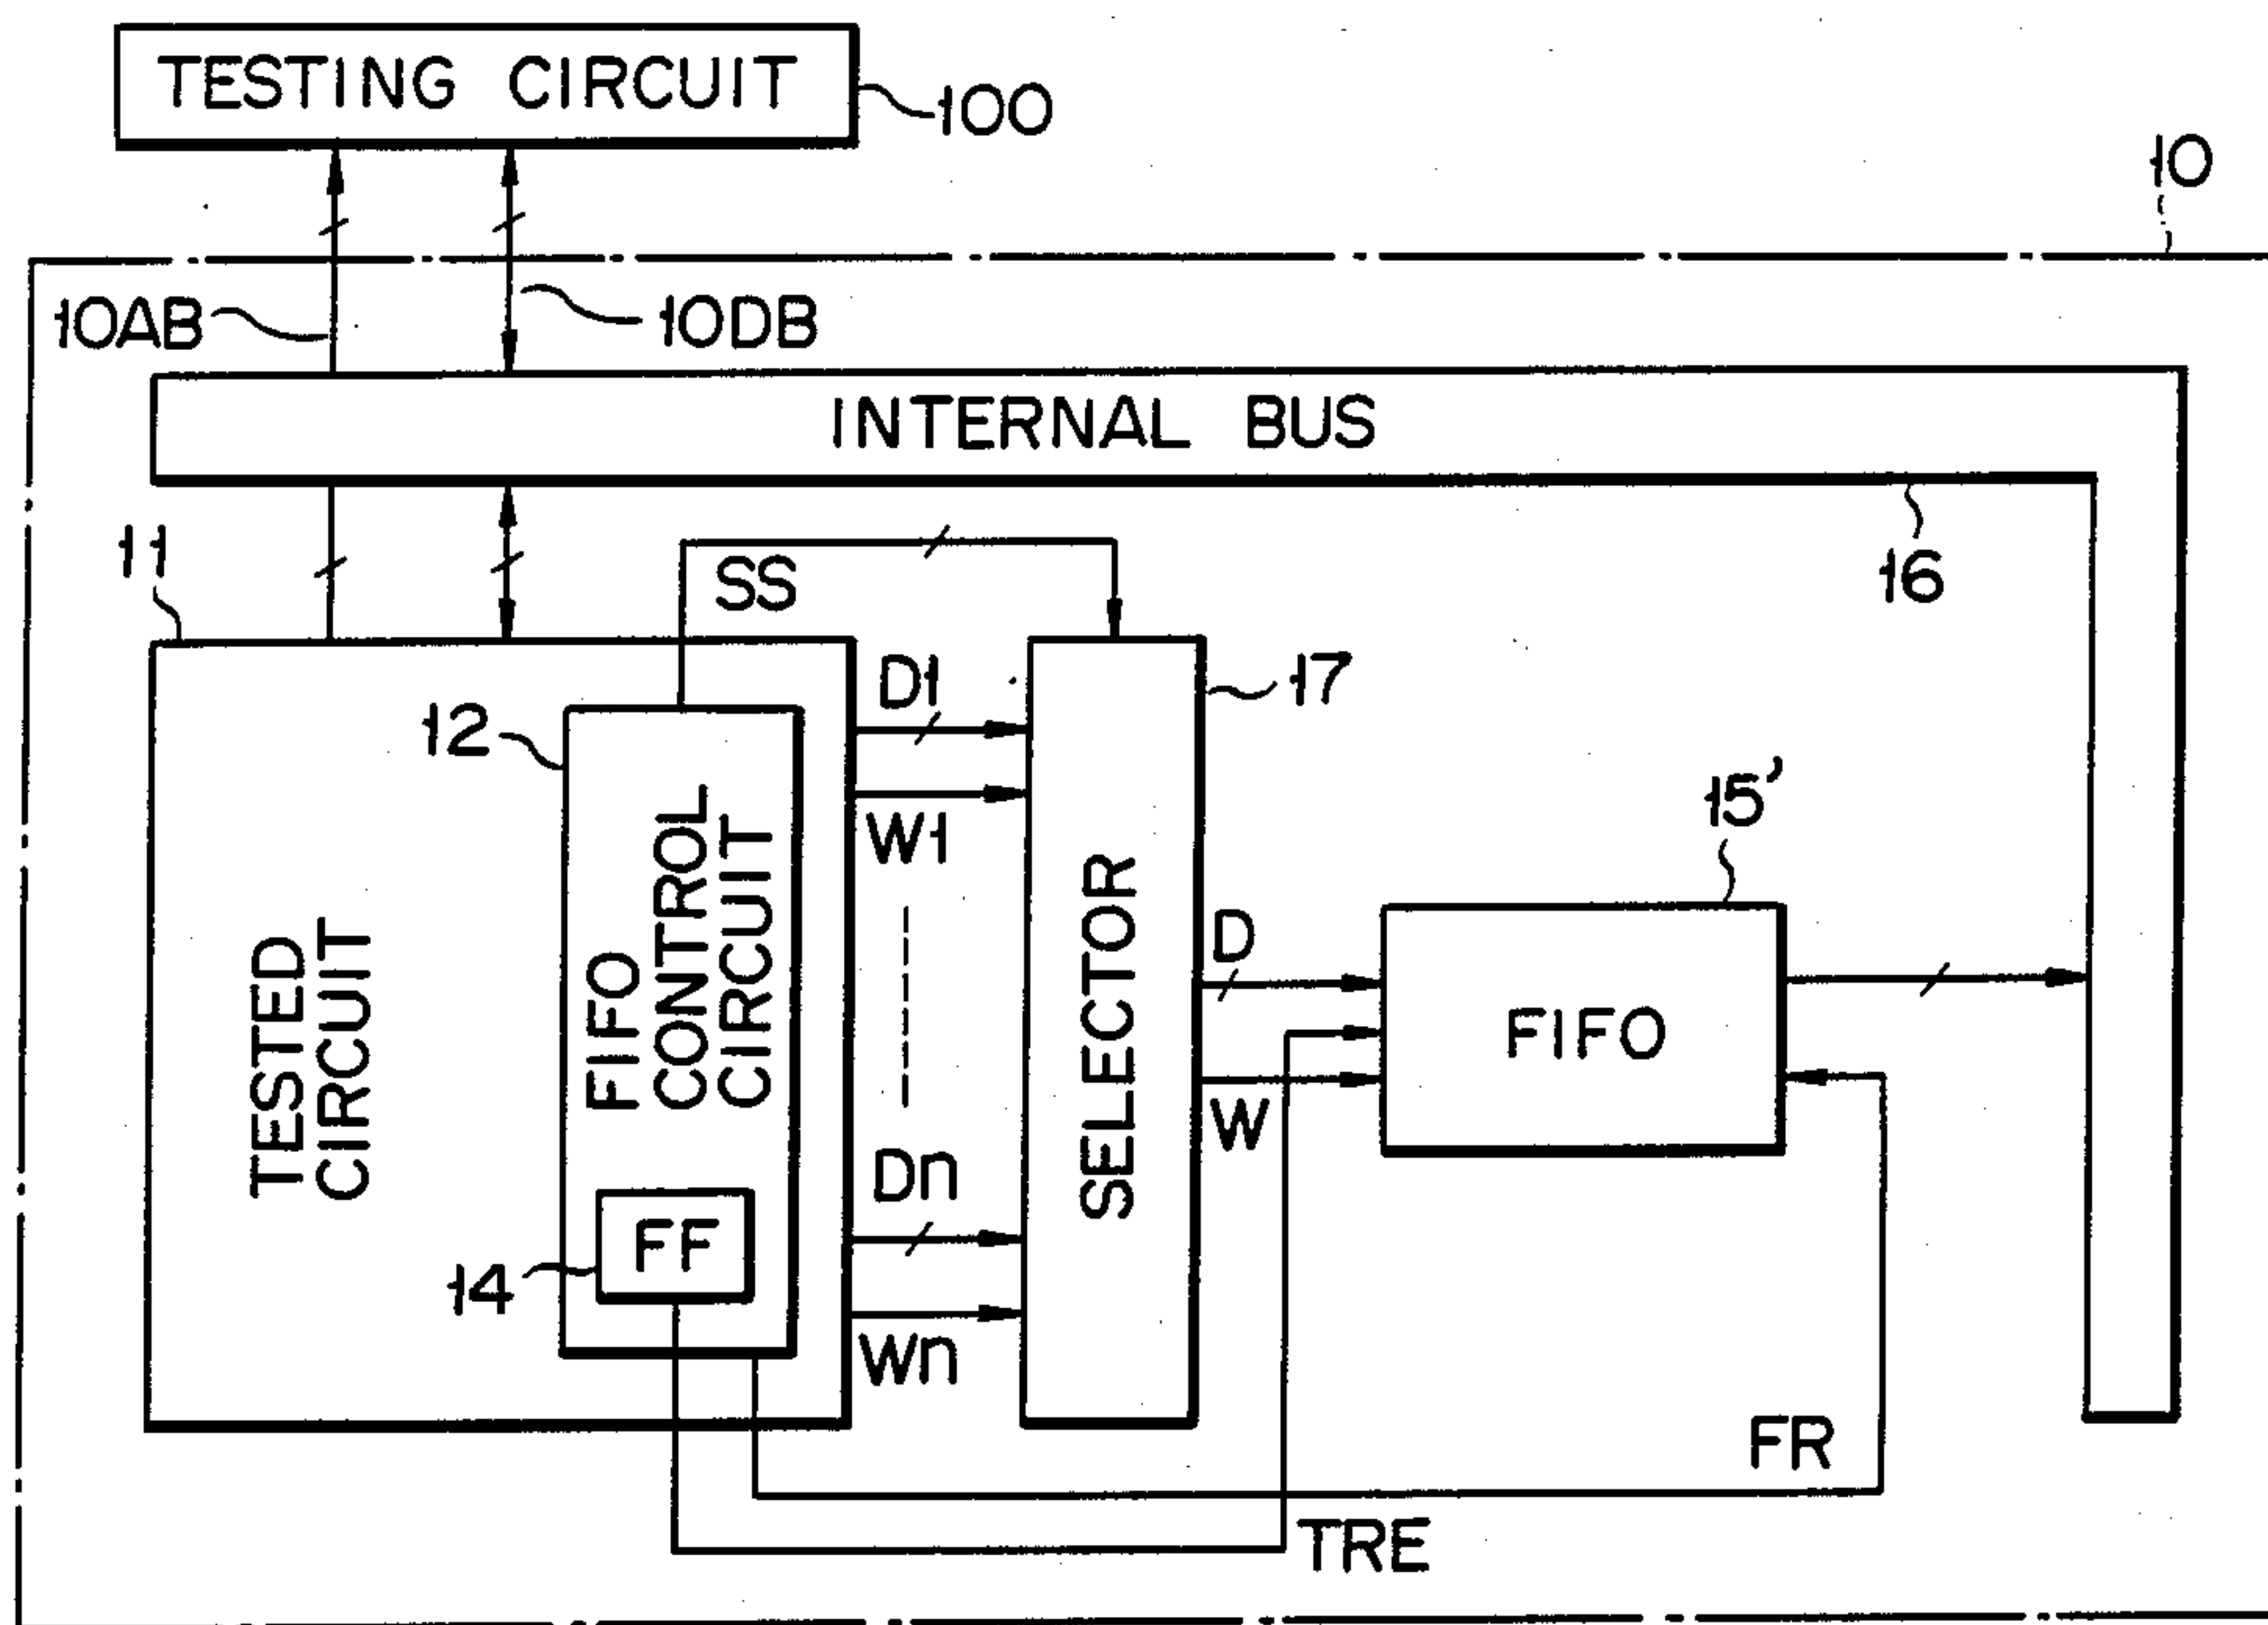 TESTING CIRCUIT
100
10
10AB
10DB
INTERNAL BUS
11
SS
16
D1
17
12
W1
15'
TESTED
CIRCUIT
FIFO
CONTROL
CIRCUIT
SELECTOR
D
FIFO
W
Dn
FF
14
Wn
FR
TRE